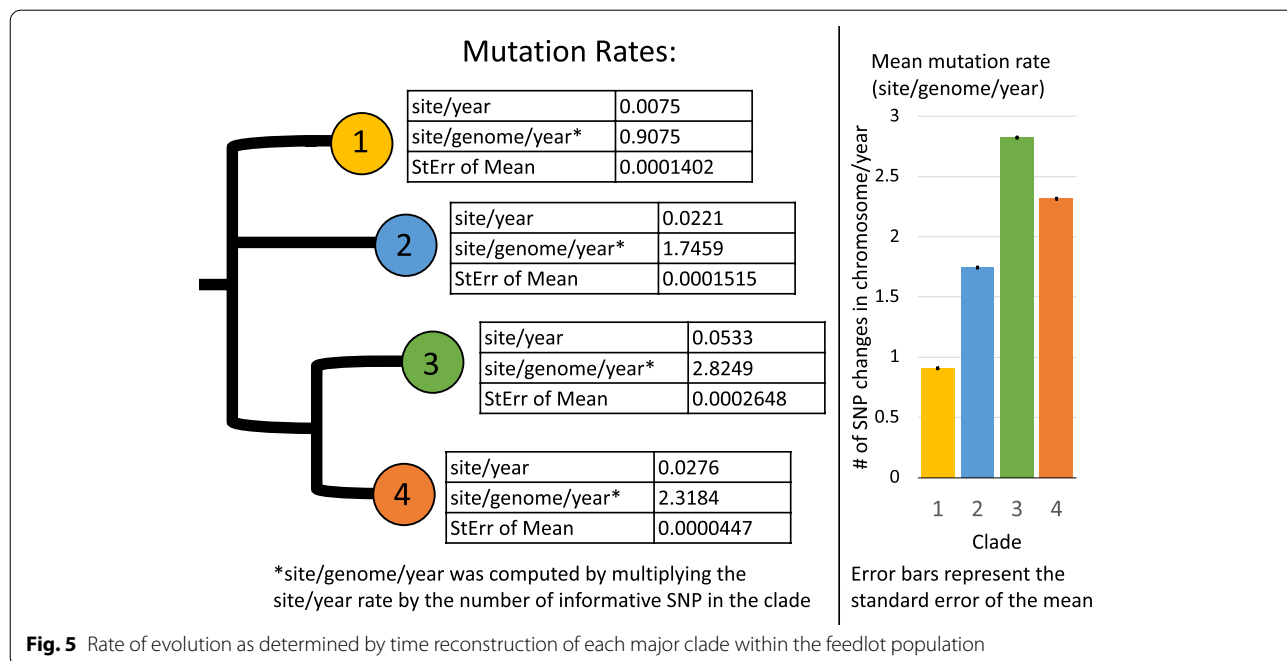 Mutation Rates:
1
site/year 0.0075
site/genome/year* 0.9075
StErr of Mean 0.0001402
2
site/year 0.0221
site/genome/year* 1.7459
StErr of Mean 0.0001515
3
site/year 0.0533
site/genome/year* 2.8249
StErr of Mean 0.0002648
4
site/year 0.0276
site/genome/year* 2.3184
StErr of Mean 0.0000447
*site/genome/year was computed by multiplying the
site/year rate by the number of informative SNP in the clade
Mean mutation rate
(site/genome/year)
# of SNP changes in chromosome/year
3
2.5
2
1.5
1
0.5
0
1 2 3 4
Clade
Error bars represent the
standard error of the mean
Fig. 5 Rate of evolution as determined by time reconstruction of each major clade within the feedlot population